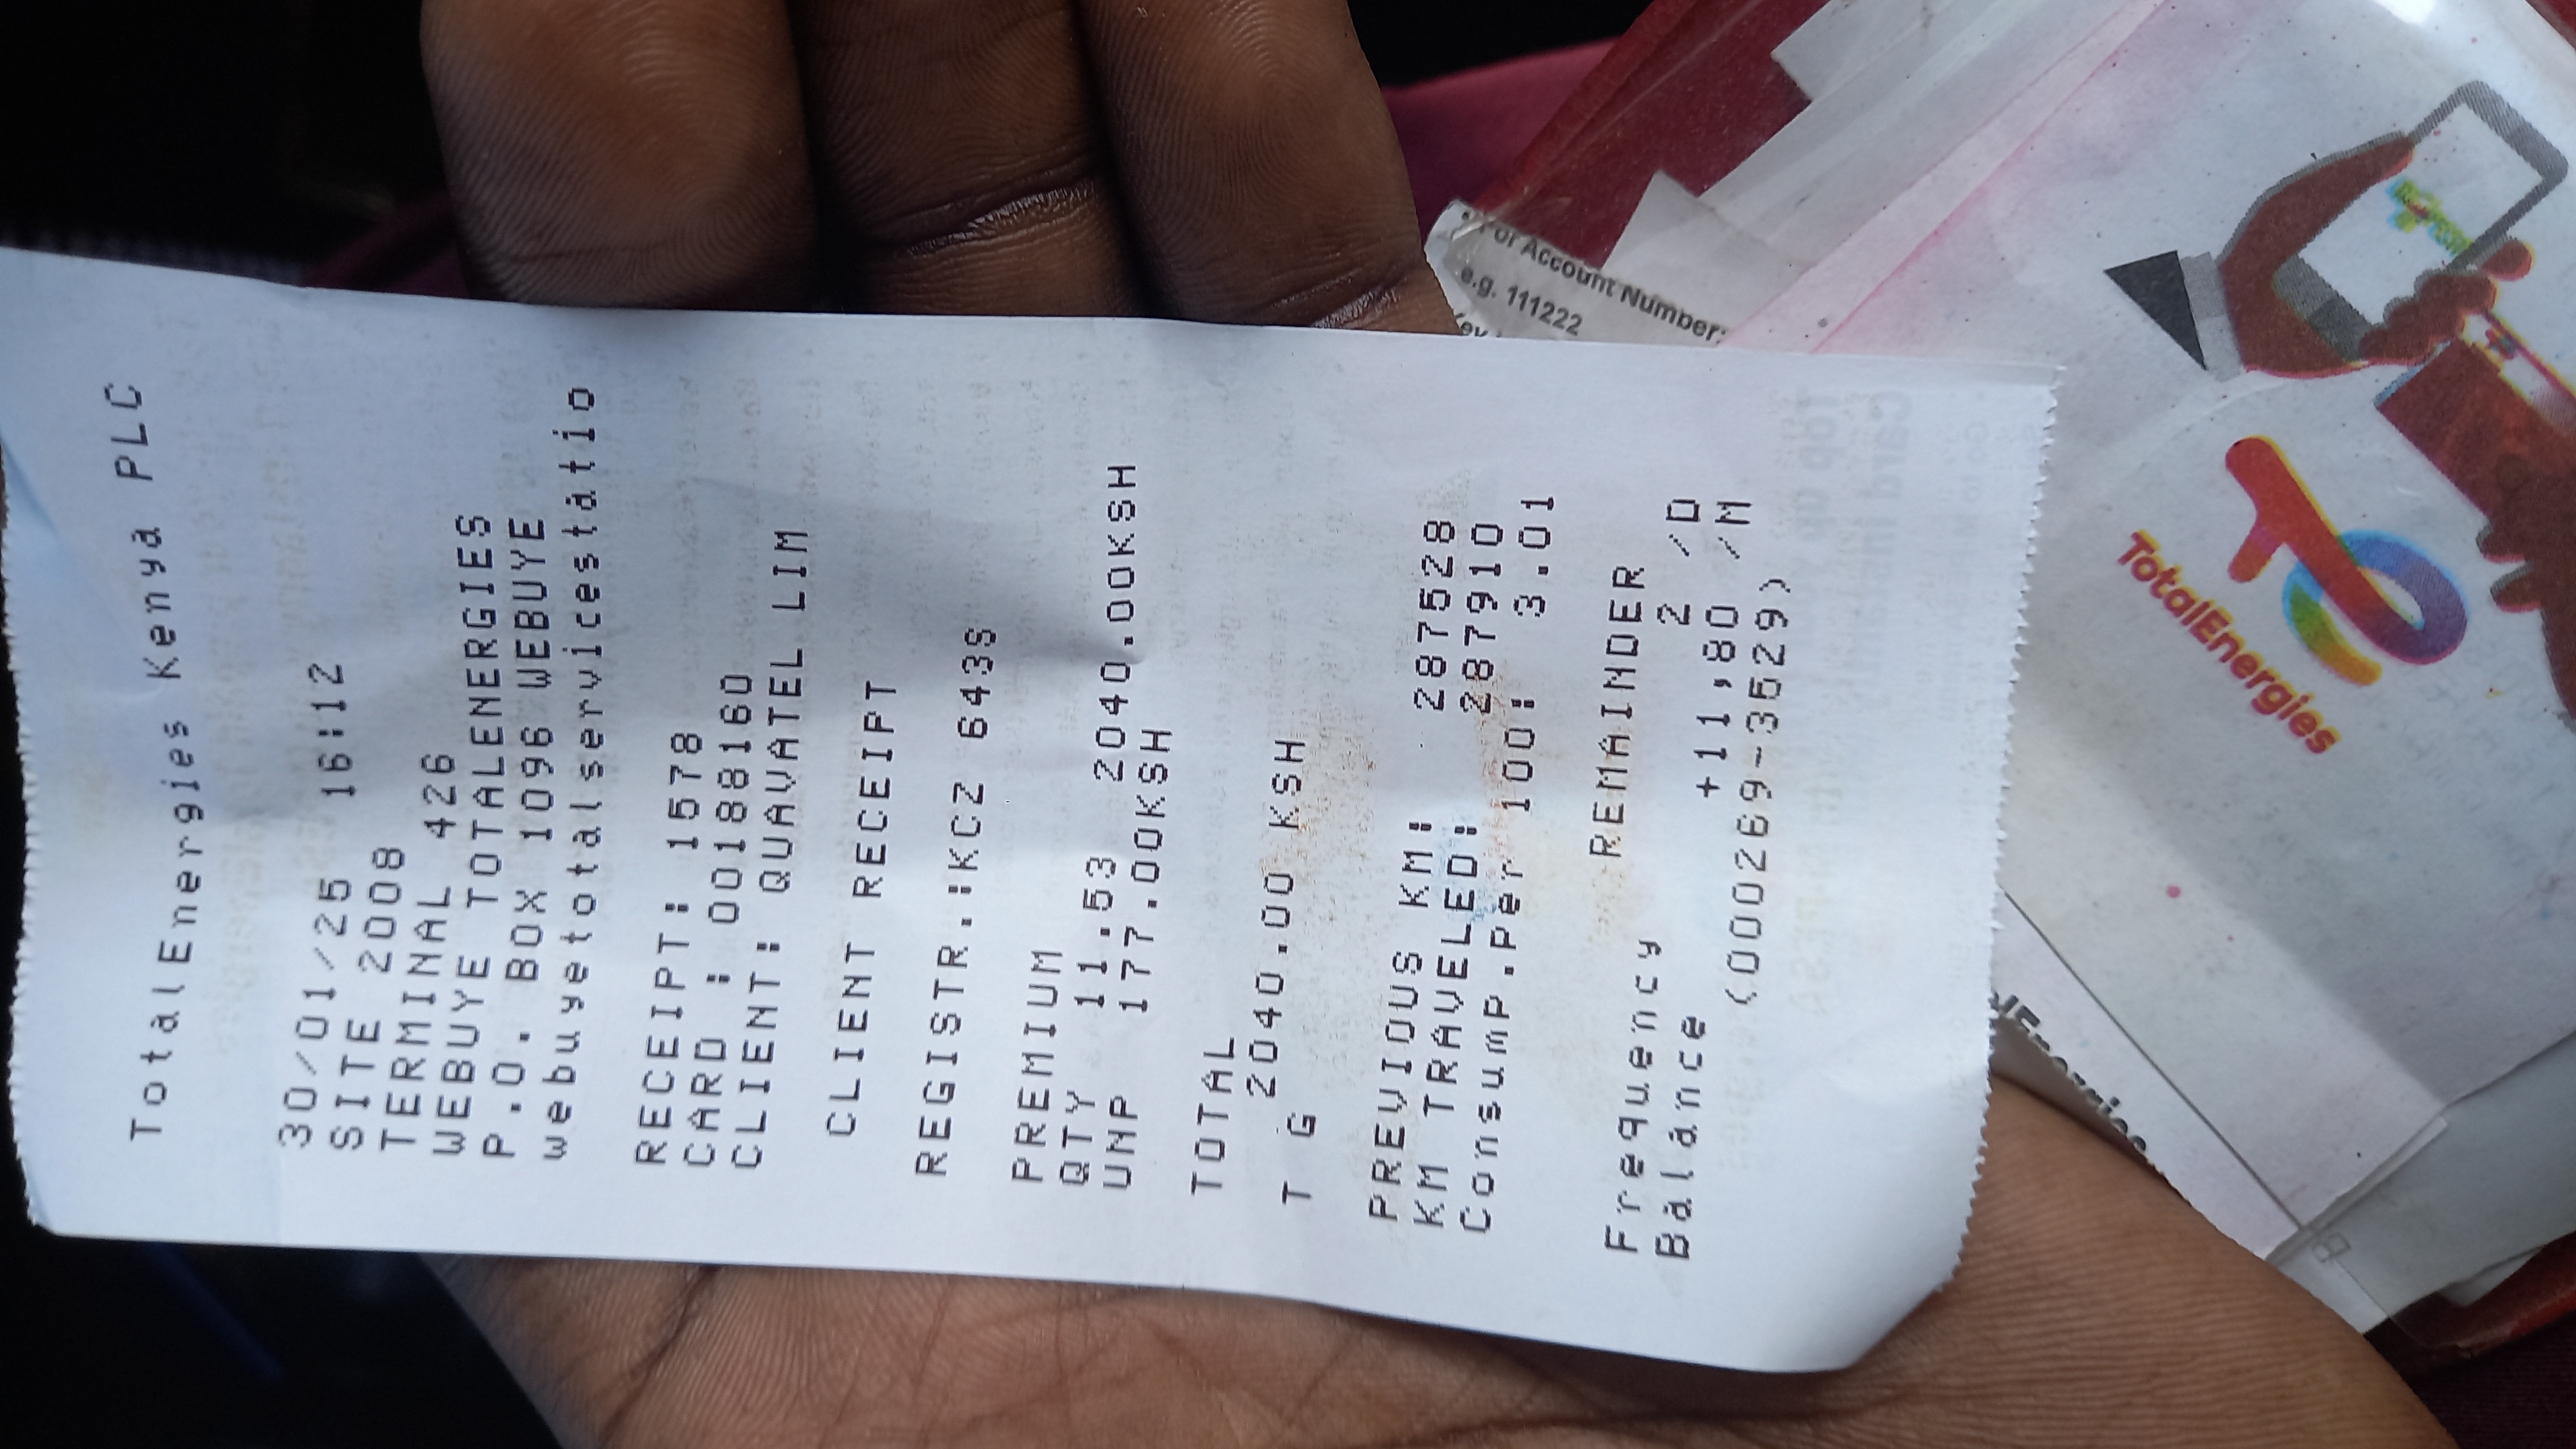 TotalEnergies Kenya PLC
30/01/25 16:12
SITE 2008
TERMINAL 426
WEBUYE TOTALENERGIES
P.O. BOX 1096 WEBUYE
webuyetotalservicestatio
RECEIPT: 1578
CARD : 00188160
CLIENT: QUAVATEL LIM
CLIENT RECEIPT
REGISTR.:KCZ 643S
PREMIUM
QTY 11.53 2040.00KSH
UNP 177.00KSH
TOTAL
2040.00 KSH
T G
PREVIOUS KM: 287528
KM TRAVELED: 287910
Consump.Per 100: 3.01
REMAINDER
Frequency 2 /D
Balance +11,80 /M
(000269-3629)
For Account Number:
e.g. 111222
TotalEnergies